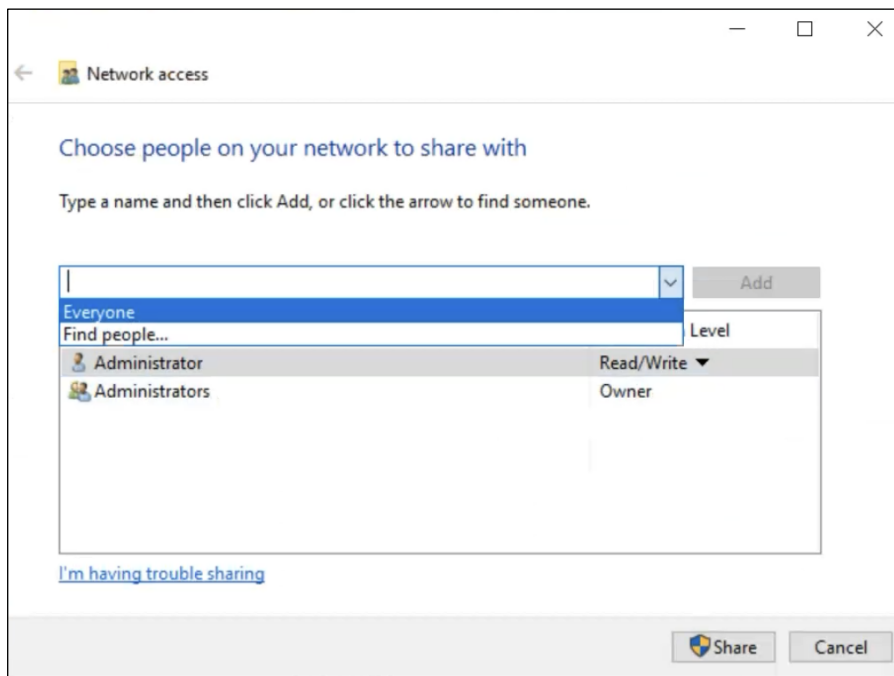 Network access
Choose people on your network to share with
Type a name and then click Add, or click the arrow to find someone.
Add
Everyone
Find people...
Level
Administrator Read/Write
Administrators Owner
I'm having trouble sharing
Share Cancel